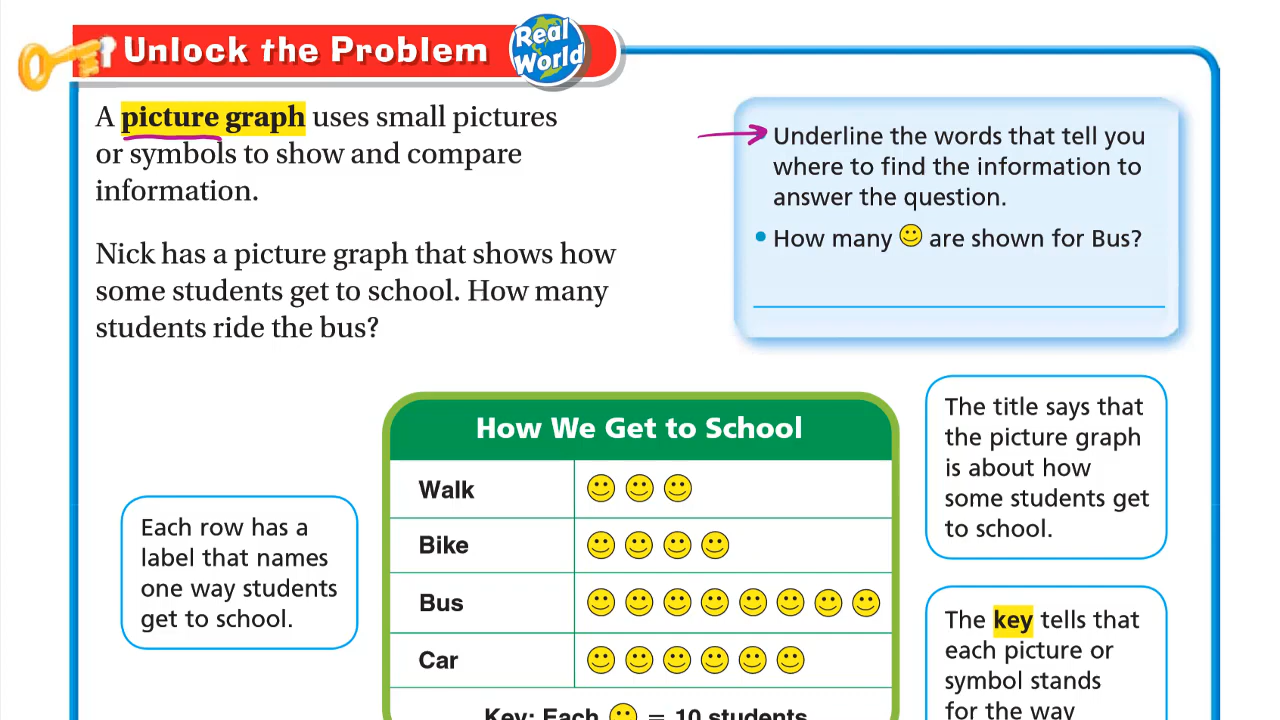 Unlock the Problem
Real
World
A picture graph uses small pictures
or symbols to show and compare
information.
Nick has a picture graph that shows how
some students get to school. How many
students ride the bus?
Underline the words that tell you
where to find the information to
answer the question.
• How many are shown for Bus?
How We Get to School
Walk
Bike
Bus
Car
Key: Each = 10 students
Each row has a
label that names
one way students
get to school.
The title says that
the picture graph
is about how
some students get
to school.
The key tells that
each picture or
symbol stands
for the way